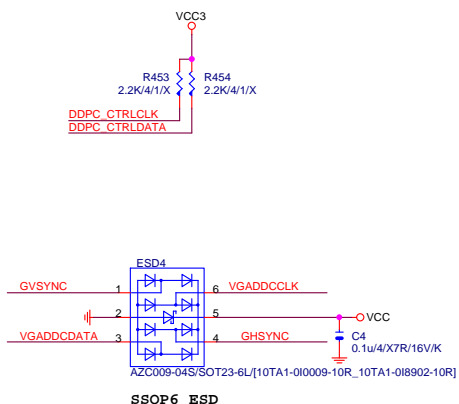 VCC3
R453 R454
2.2K/4/1/X 2.2K/4/1/X
DDPC_CTRLCLK
DDPC_CTRLDATA
ESD4
GVSYNC 1 6 VGADDCCLK
2 5 VCC
VGADDCDATA 3 4 GHSYNC
C4
0.1u/4/X7R/16V/K
AZC009-04S/SOT23-6L/[10TA1-0I0009-10R_10TA1-0I8902-10R]
SSOP6 ESD